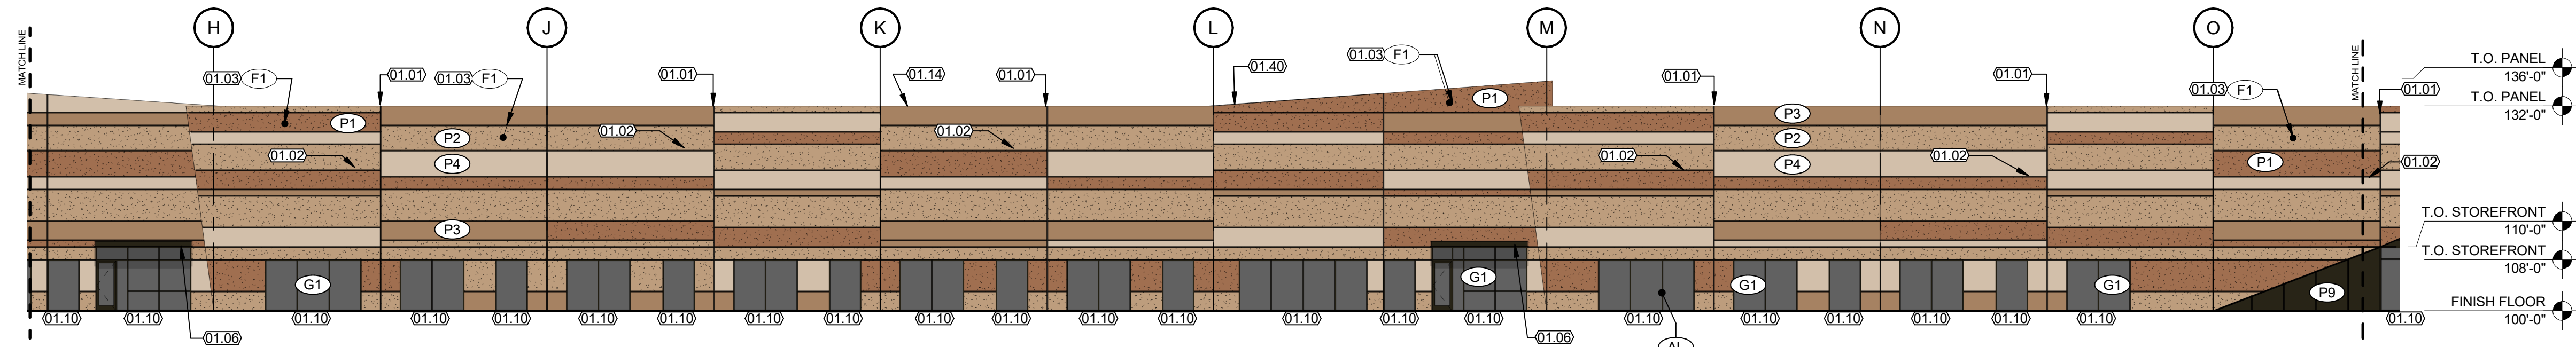 H J K L M N O
MATCH LINE
MATCH LINE
01.03 F1
01.01
01.03 F1
01.01
01.14
01.01
01.40
01.03 F1
01.01
01.01
01.03 F1
01.01
T.O. PANEL
136'-0"
T.O. PANEL
132'-0"
P1
P2
P4
01.02
01.02
01.02
P1
P3
P2
P4
01.02
01.02
P1
01.02
P3
T.O. STOREFRONT
110'-0"
T.O. STOREFRONT
108'-0"
G1
G1
G1
G1
P9
FINISH FLOOR
100'-0"
01.10 01.10 01.10 01.10 01.10 01.10 01.10 01.10 01.10 01.10 01.10 01.10 01.10 01.10 01.10 01.10 01.10 01.10 01.10 01.10 01.10 01.10 01.10
01.06
01.06